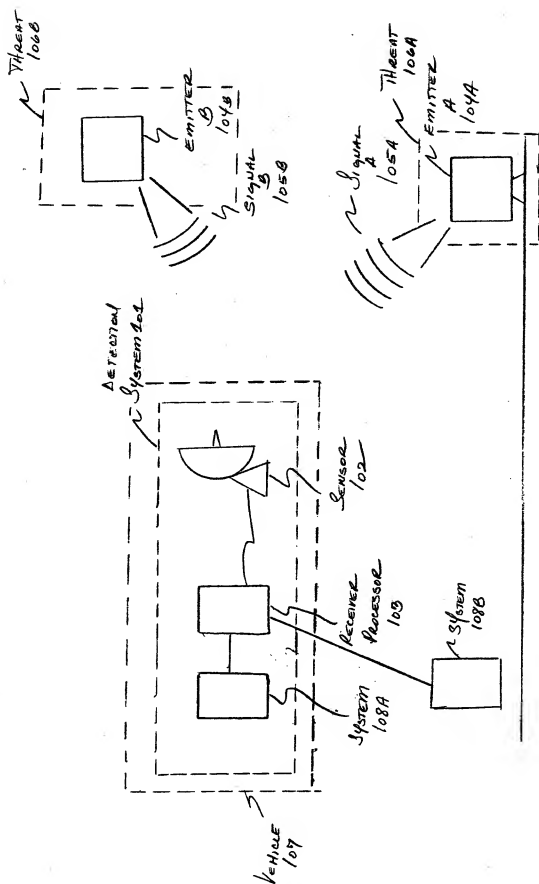 THREAT
106B
EMITTER
B
104B
SIGNAL
B
105B
SIGNAL
A
105A
THREAT
106A
EMITTER
A
104A
DETECTION
SYSTEM 101
SENSOR
102
RECEIVER
PROCESSOR
103
SYSTEM
108A
SYSTEM
108B
VEHICLE
107